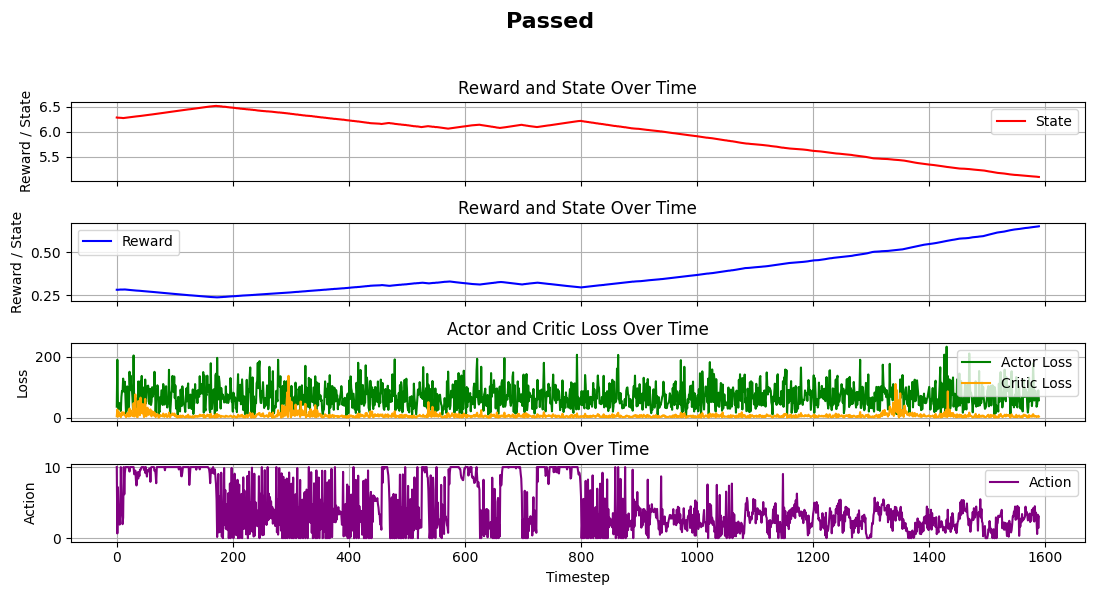 Passed
Reward and State Over Time
Reward / State
6.5
6.0
5.5
State
Reward and State Over Time
Reward / State
0.50
0.25
Reward
Actor and Critic Loss Over Time
Loss
200
0
Actor Loss
Critic Loss
Action Over Time
Action
10
0
Action
0 200 400 600 800 1000 1200 1400 1600
Timestep